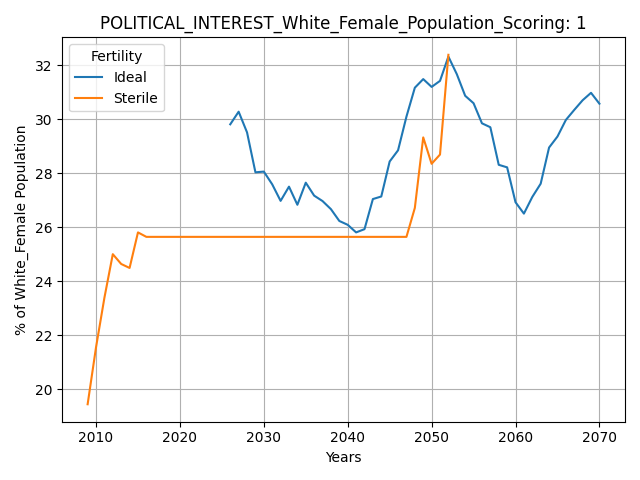 POLITICAL_INTEREST_White_Female_Population_Scoring: 1
Fertility
Ideal
Sterile
% of White_Female Population
32
30
28
26
24
22
20
2010 2020 2030 2040 2050 2060 2070
Years